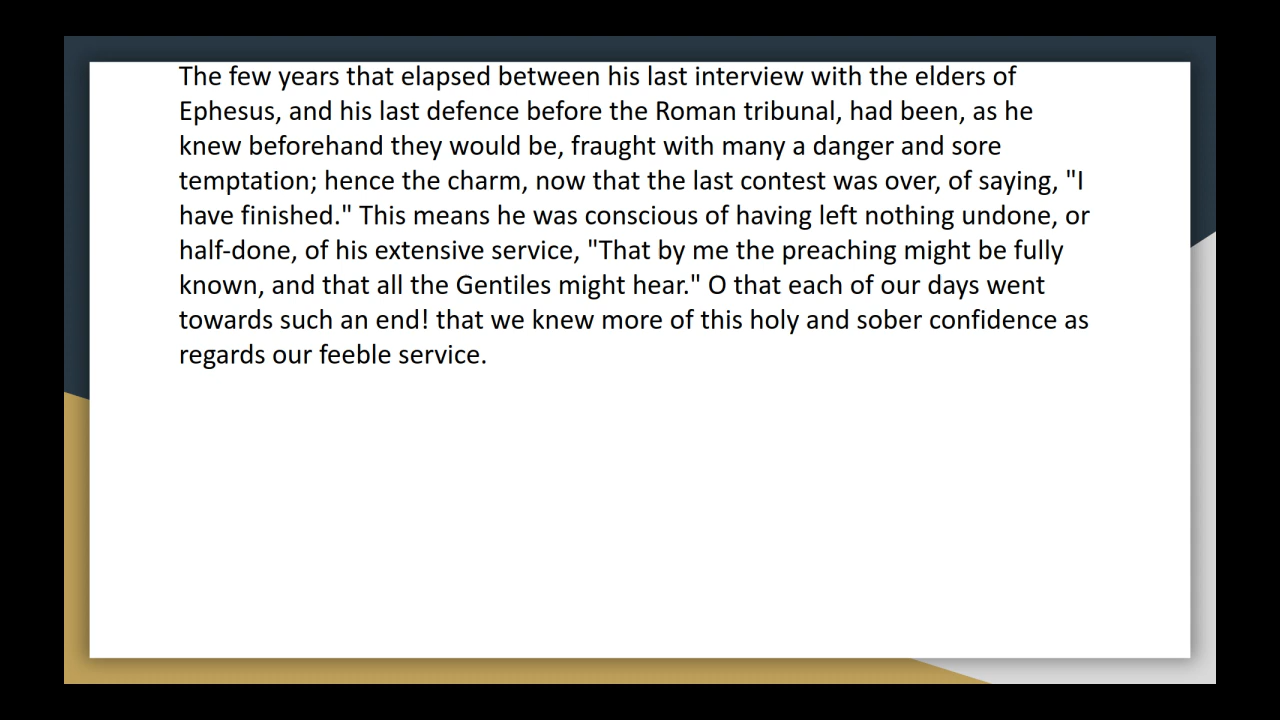 The few years that elapsed between his last interview with the elders of
Ephesus, and his last defence before the Roman tribunal, had been, as he
knew beforehand they would be, fraught with many a danger and sore
temptation; hence the charm, now that the last contest was over, of saying, "I
have finished." This means he was conscious of having left nothing undone, or
half-done, of his extensive service, "That by me the preaching might be fully
known, and that all the Gentiles might hear." O that each of our days went
towards such an end! that we knew more of this holy and sober confidence as
regards our feeble service.